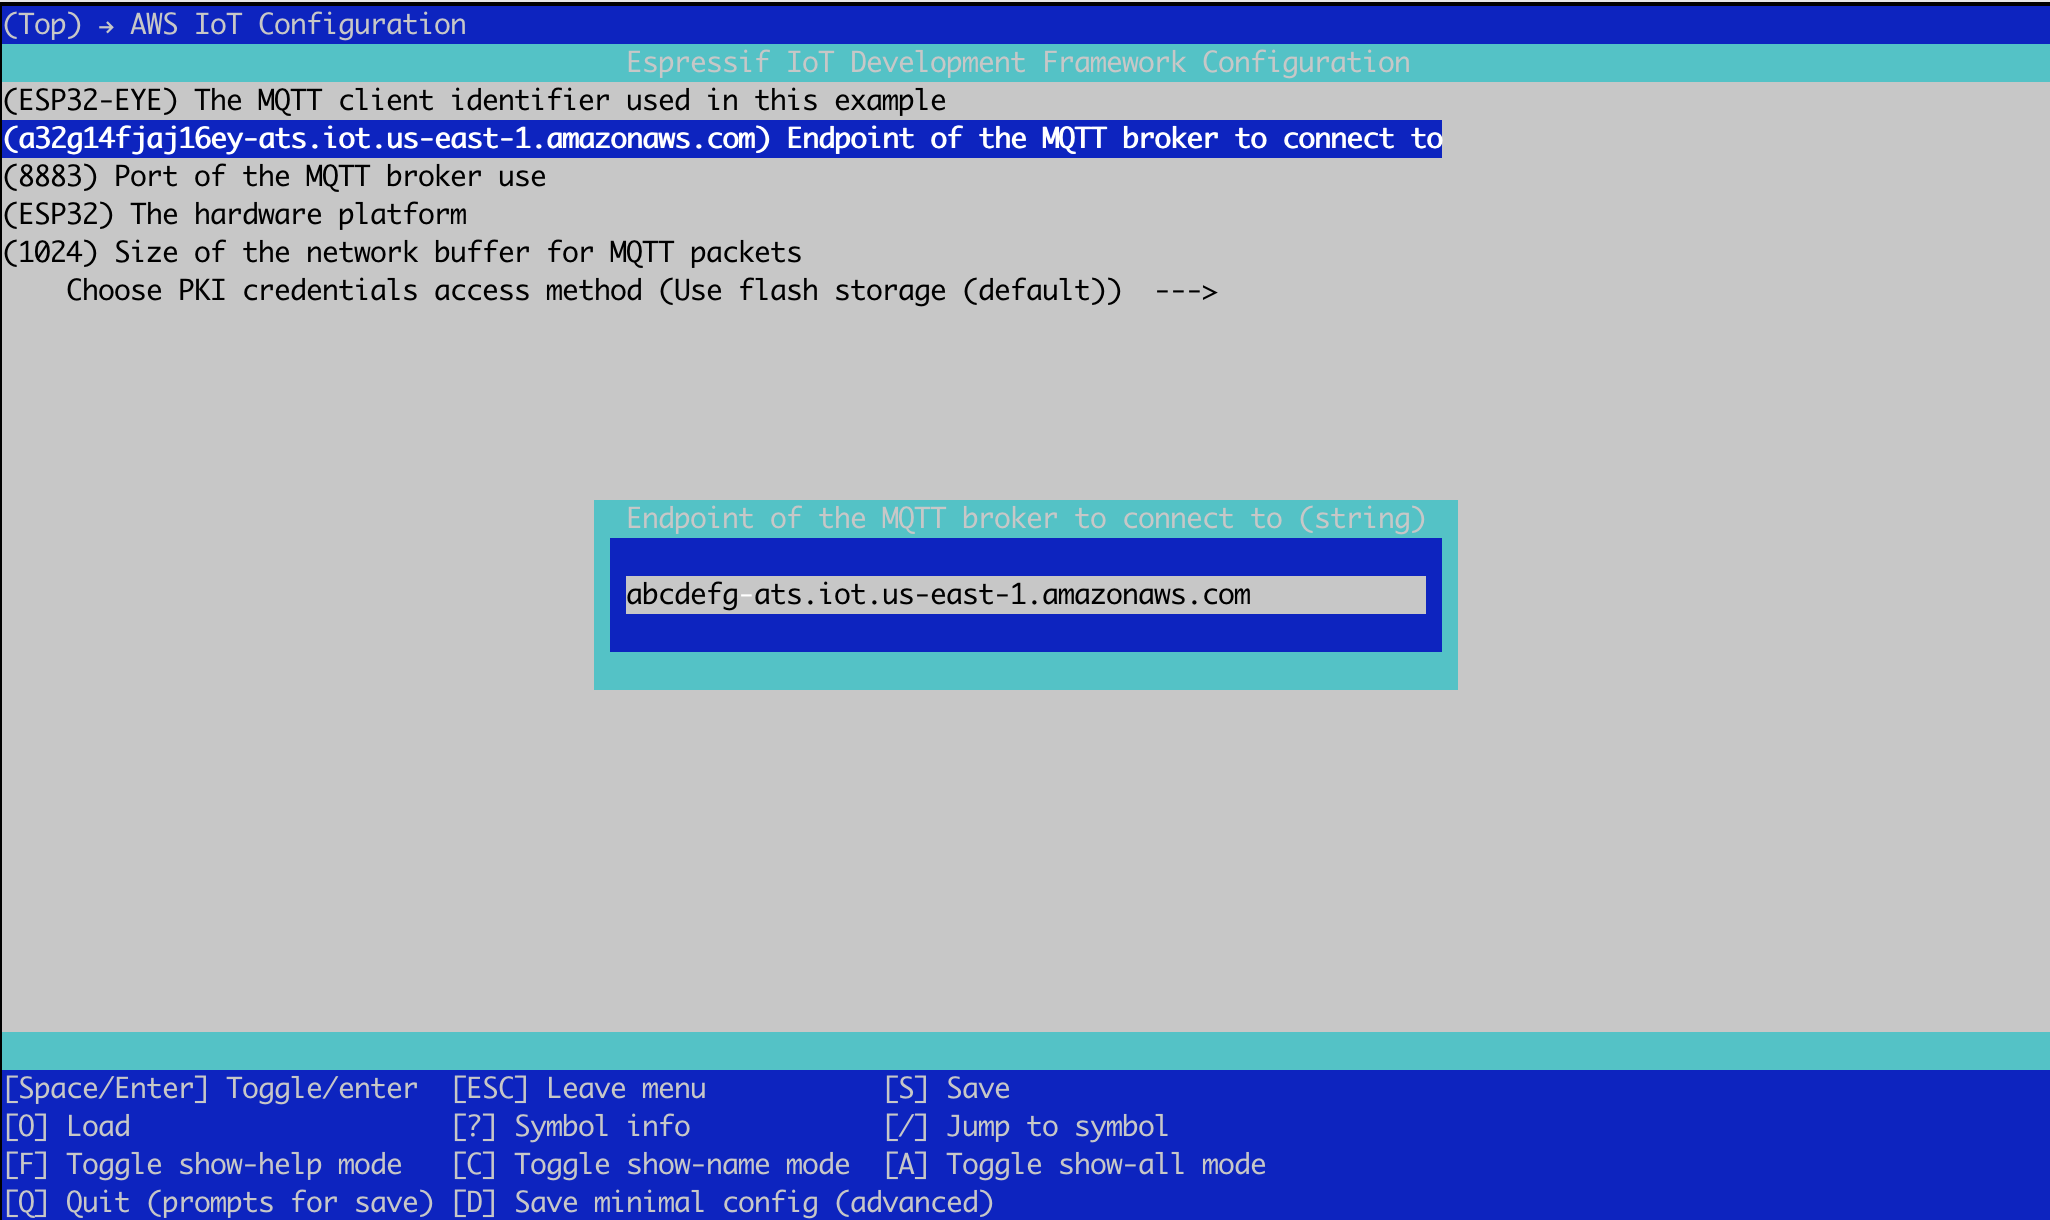 (Top) → AWS IoT Configuration
Espressif IoT Development Framework Configuration
(ESP32-EYE) The MQTT client identifier used in this example
(a32g14fjaj16ey-ats.iot.us-east-1.amazonaws.com) Endpoint of the MQTT broker to connect to
(8883) Port of the MQTT broker use
(ESP32) The hardware platform
(1024) Size of the network buffer for MQTT packets
Choose PKI credentials access method (Use flash storage (default))  --->
Endpoint of the MQTT broker to connect to (string)
abcdefg-ats.iot.us-east-1.amazonaws.com
[Space/Enter] Toggle/enter  [ESC] Leave menu  [S] Save
[O] Load  [?] Symbol info  [/] Jump to symbol
[F] Toggle show-help mode  [C] Toggle show-name mode  [A] Toggle show-all mode
[Q] Quit (prompts for save)  [D] Save minimal config (advanced)